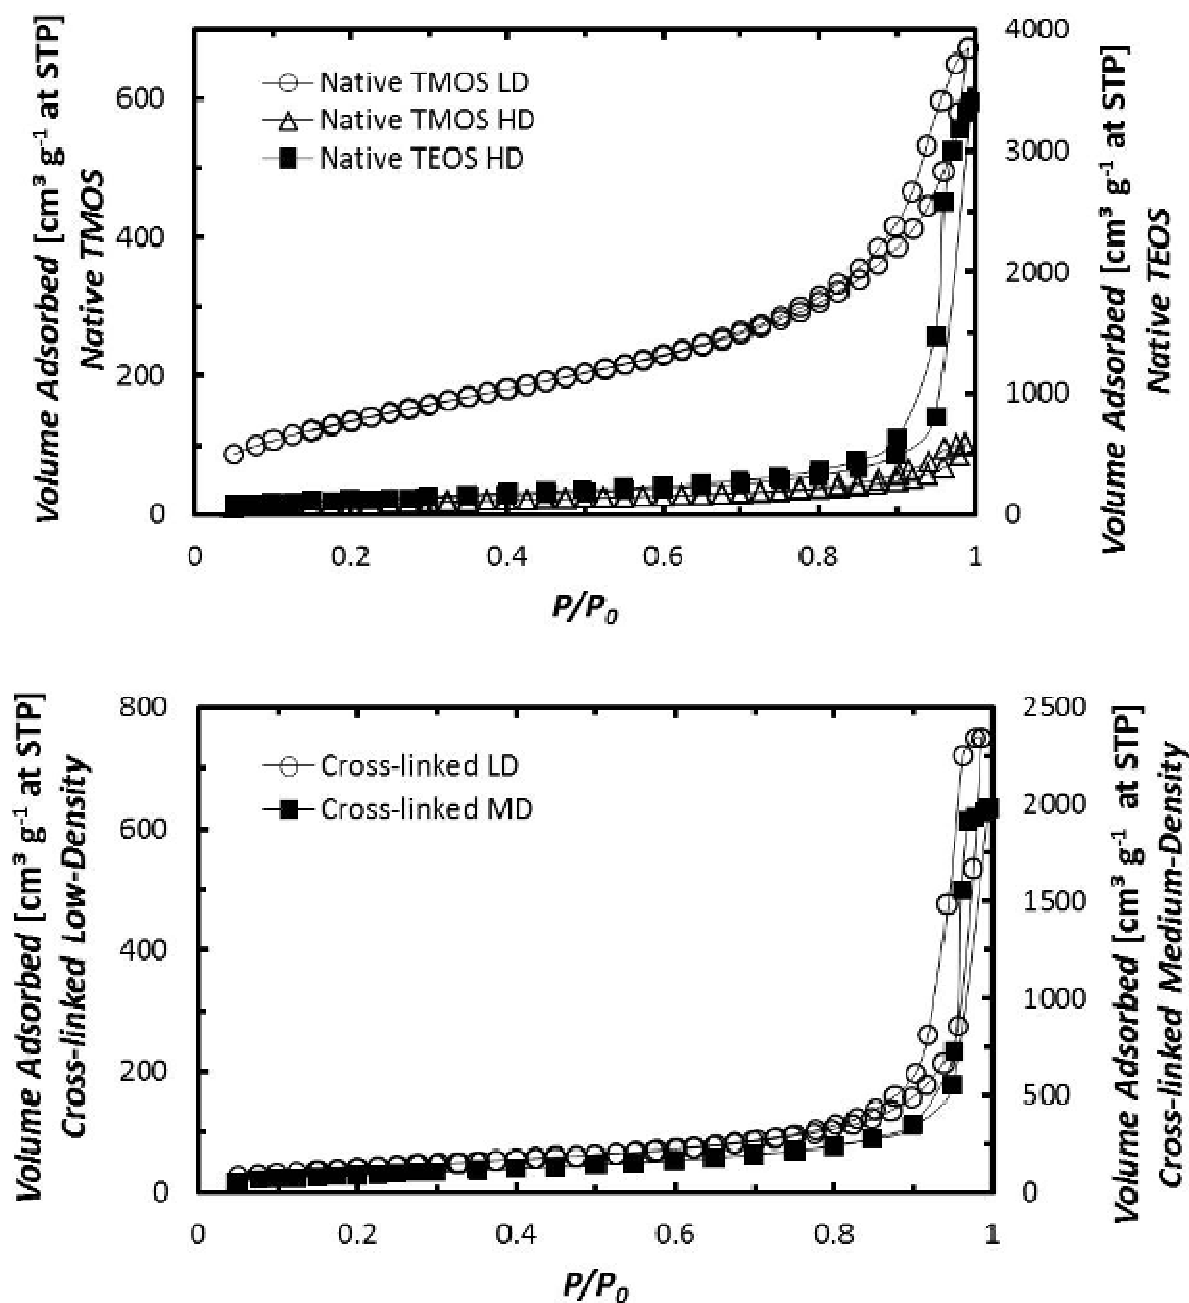 Volume Adsorbed [cm³ g⁻¹ at STP]
Native TMOS
600
400
200
0
Native TMOS LD
Native TMOS HD
Native TEOS HD
4000
3000
2000
1000
0
Volume Adsorbed [cm³ g⁻¹ at STP]
Native TEOS
0 0.2 0.4 0.6 0.8 1
P/P₀
Volume Adsorbed [cm³ g⁻¹ at STP]
Cross-linked Low-Density
800
600
400
200
0
Cross-linked LD
Cross-linked MD
2500
2000
1500
1000
500
0
Volume Adsorbed [cm³ g⁻¹ at STP]
Cross-linked Medium-Density
0 0.2 0.4 0.6 0.8 1
P/P₀